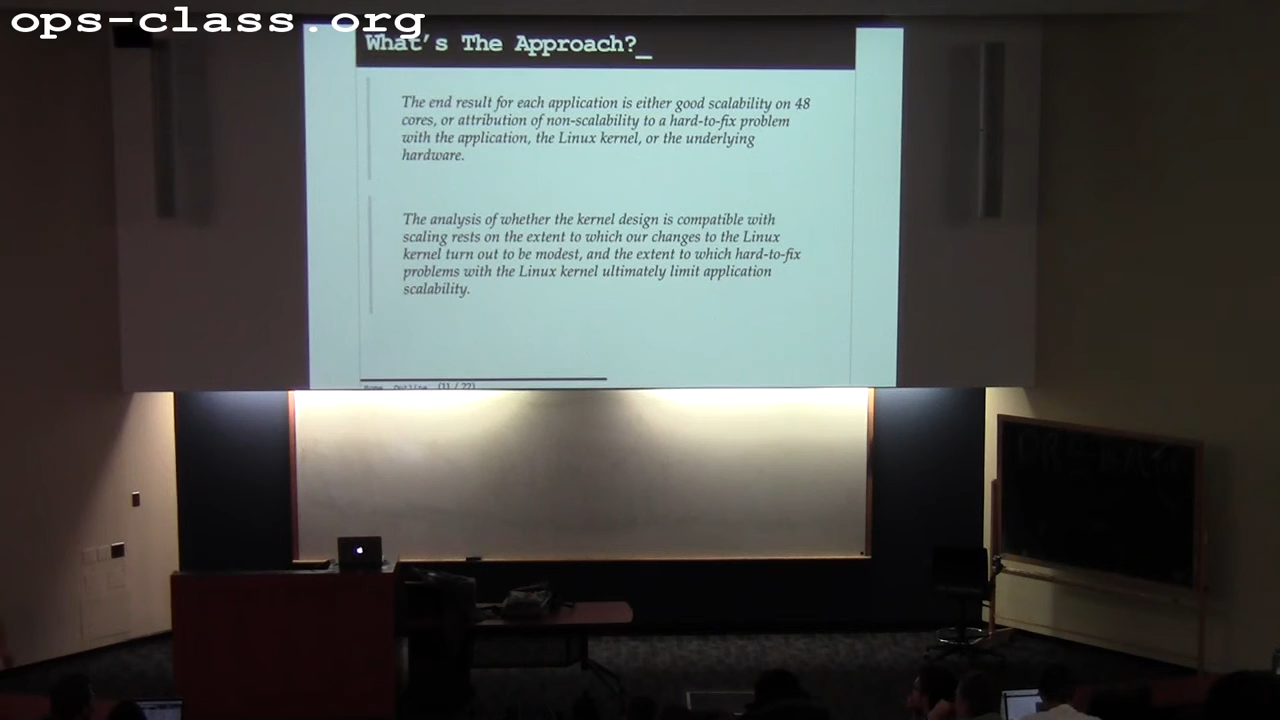 ops-class.org
What's The Approach?_
The end result for each application is either good scalability on 48
cores, or attribution of non-scalability to a hard-to-fix problem
with the application, the Linux kernel, or the underlying
hardware.
The analysis of whether the kernel design is compatible with
scaling rests on the extent to which our changes to the Linux
kernel turn out to be modest, and the extent to which hard-to-fix
problems with the Linux kernel ultimately limit application
scalability.
Home Outline (11 / 22)